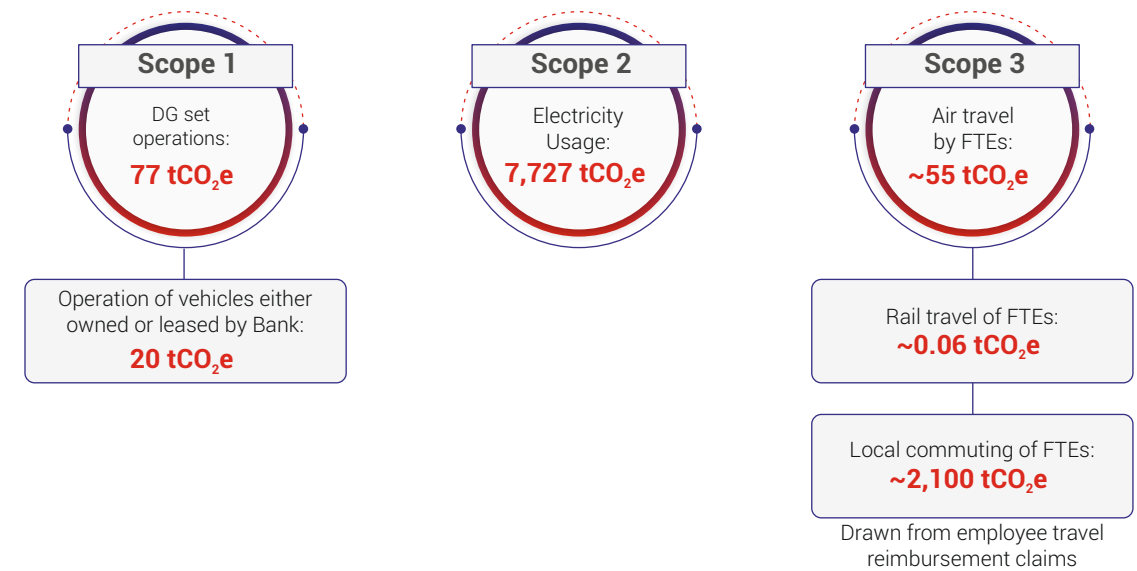 Scope 1
DG set
operations:
77 tCO₂e
Operation of vehicles either
owned or leased by Bank:
20 tCO₂e
Scope 2
Electricity
Usage:
7,727 tCO₂e
Scope 3
Air travel
by FTEs:
~55 tCO₂e
Rail travel of FTEs:
~0.06 tCO₂e
Local commuting of FTEs:
~2,100 tCO₂e
Drawn from employee travel
reimbursement claims